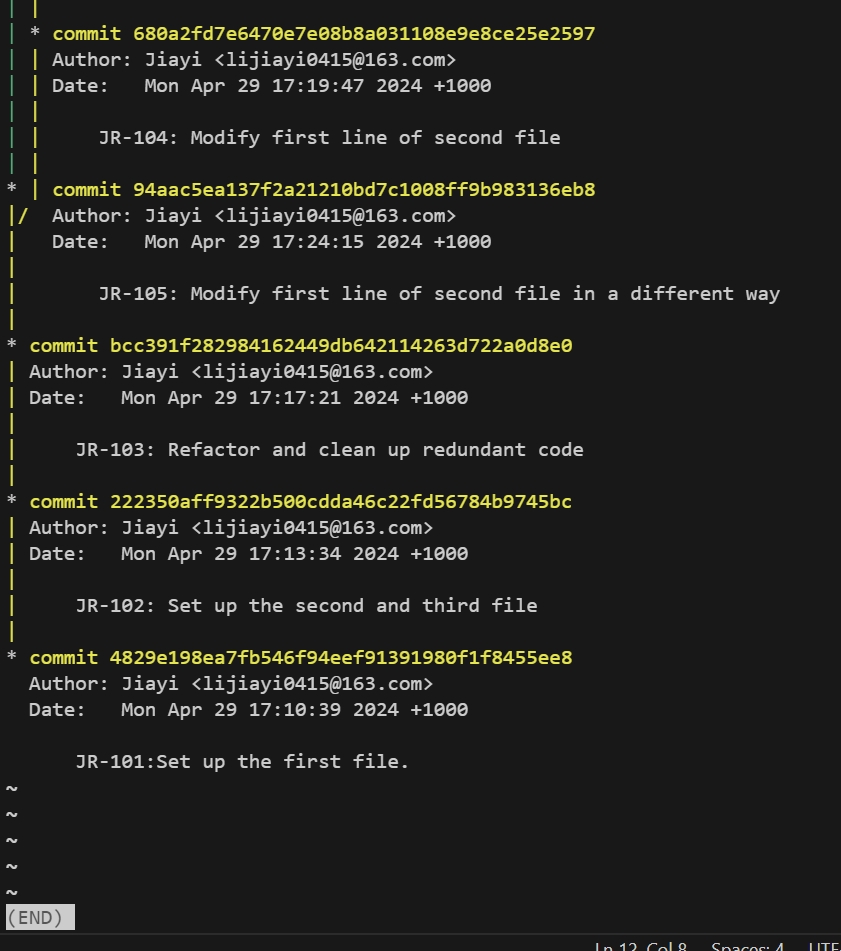 * commit 680a2fd7e6470e7e08b8a031108e9e8ce25e2597
Author: Jiayi <lijiayi0415@163.com>
Date:   Mon Apr 29 17:19:47 2024 +1000
JR-104: Modify first line of second file
* | commit 94aac5ea137f2a21210bd7c1008ff9b983136eb8
|/ Author: Jiayi <lijiayi0415@163.com>
Date:   Mon Apr 29 17:24:15 2024 +1000
JR-105: Modify first line of second file in a different way
* commit bcc391f282984162449db642114263d722a0d8e0
Author: Jiayi <lijiayi0415@163.com>
Date:   Mon Apr 29 17:17:21 2024 +1000
JR-103: Refactor and clean up redundant code
* commit 222350aff9322b500cdda46c22fd56784b9745bc
Author: Jiayi <lijiayi0415@163.com>
Date:   Mon Apr 29 17:13:34 2024 +1000
JR-102: Set up the second and third file
* commit 4829e198ea7fb546f94eef91391980f1f8455ee8
Author: Jiayi <lijiayi0415@163.com>
Date:   Mon Apr 29 17:10:39 2024 +1000
JR-101:Set up the first file.
~
~
~
~
~
(END)
Ln 12, Col 8 Spaces: 4